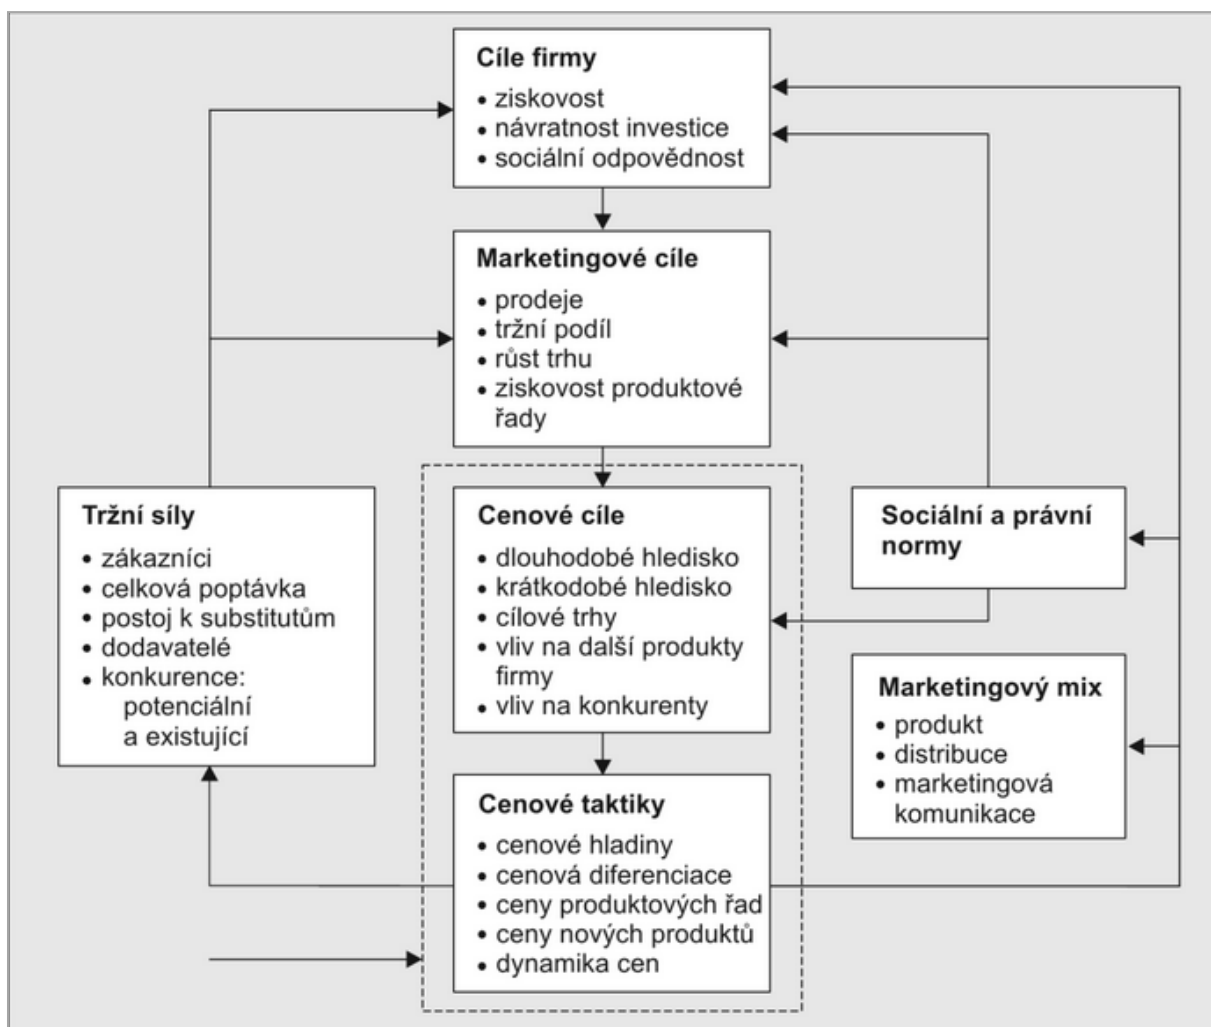 Cíle firmy
• ziskovost
• návratnost investice
• sociální odpovědnost
Marketingové cíle
• prodeje
• tržní podíl
• růst trhu
• ziskovost produktové
řady
Tržní síly
• zákazníci
• celková poptávka
• postoj k substitutům
• dodavatelé
• konkurence:
potenciální
a existující
Cenové cíle
• dlouhodobé hledisko
• krátkodobé hledisko
• cílové trhy
• vliv na další produkty
firmy
• vliv na konkurenty
Sociální a právní
normy
Marketingový mix
• produkt
• distribuce
• marketingová
komunikace
Cenové taktiky
• cenové hladiny
• cenová diferenciace
• ceny produktových řad
• ceny nových produktů
• dynamika cen